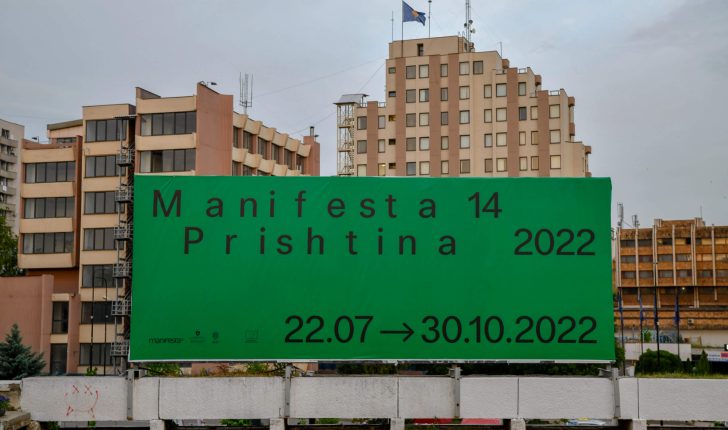 Manifesta 14
Prishtina 2022
22.07→30.10.2022
manifesta